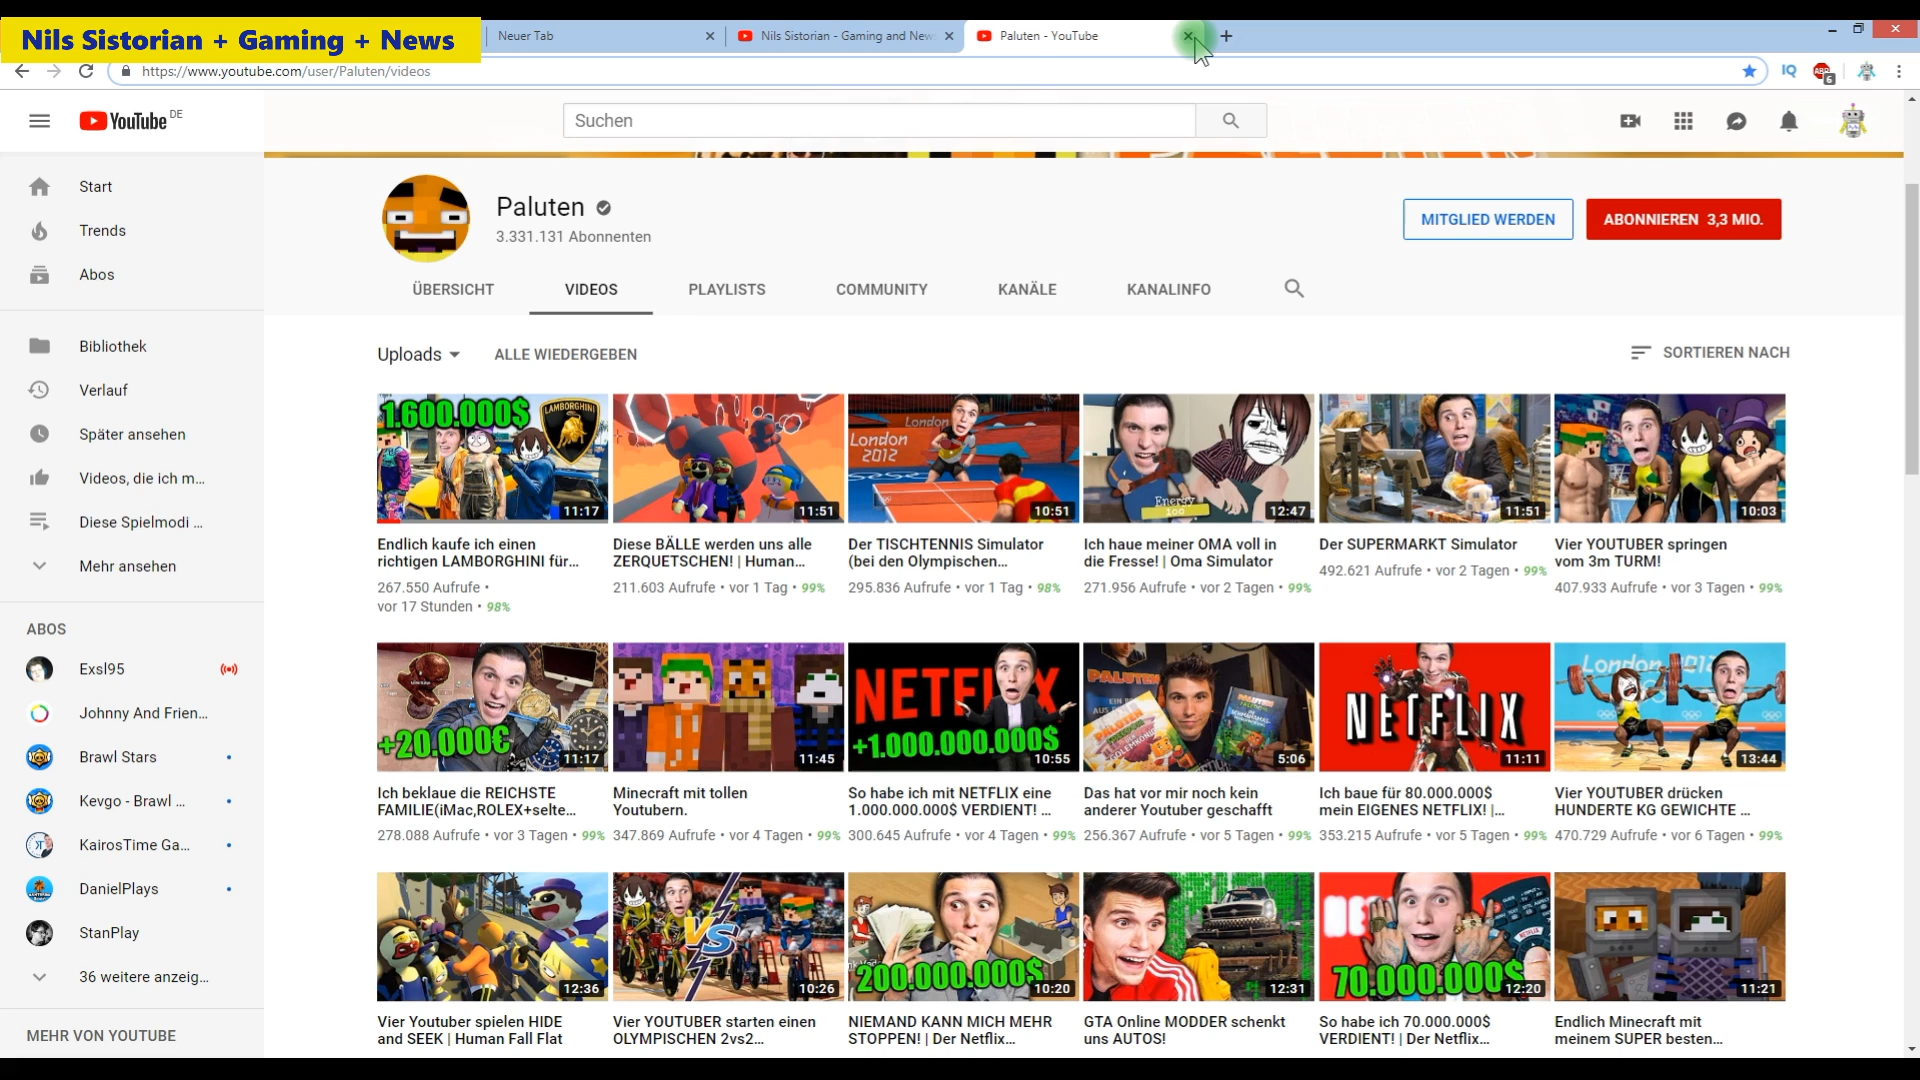 Nils Sistorian + Gaming + News
Neuer Tab
Nils Sistorian - Gaming and New
Paluten - YouTube
https://www.youtube.com/user/Paluten/videos
IQ
ABP
6
YouTube DE
Suchen
Start
Trends
Abos
Bibliothek
Verlauf
Später ansehen
Videos, die ich m...
Diese Spielmodi ...
Mehr ansehen
ABOS
Exsl95
Johnny And Frien...
Brawl Stars
Kevgo - Brawl ...
KairosTime Ga...
DanielPlays
StanPlay
36 weitere anzeig...
MEHR VON YOUTUBE
Paluten
3.331.131 Abonnenten
MITGLIED WERDEN
ABONNIEREN 3,3 MIO.
ÜBERSICHT VIDEOS PLAYLISTS COMMUNITY KANÄLE KANALINFO
Uploads ALLE WIEDERGEBEN
SORTIEREN NACH
1.600.000$
LAMBORGHINI
11:17
Endlich kaufe ich einen
richtigen LAMBORGHINI für...
267.550 Aufrufe •
vor 17 Stunden • 98%
11:51
Diese BÄLLE werden uns alle
ZERQUETSCHEN! | Human...
211.603 Aufrufe • vor 1 Tag • 99%
London
London
2012
10:51
Der TISCHTENNIS Simulator
(bei den Olympischen...
295.836 Aufrufe • vor 1 Tag • 98%
Energy
100
12:47
Ich haue meiner OMA voll in
die Fresse! | Oma Simulator
271.956 Aufrufe • vor 2 Tagen • 99%
11:51
Der SUPERMARKT Simulator
492.621 Aufrufe • vor 2 Tagen • 99%
10:03
Vier YOUTUBER springen
vom 3m TURM!
407.933 Aufrufe • vor 3 Tagen • 99%
+20.000€
11:17
Ich beklaue die REICHSTE
FAMILIE(iMac,ROLEX+selte...
278.088 Aufrufe • vor 3 Tagen • 99%
11:45
Minecraft mit tollen
Youtubern.
347.869 Aufrufe • vor 4 Tagen • 99%
NETFLIX
+1.000.000.000$
10:55
So habe ich mit NETFLIX eine
1.000.000.000$ VERDIENT! ...
300.645 Aufrufe • vor 4 Tagen • 99%
PALUTEN
5:06
Das hat vor mir noch kein
anderer Youtuber geschafft
256.367 Aufrufe • vor 5 Tagen • 99%
NETFLIX
11:11
Ich baue für 80.000.000$
mein EIGENES NETFLIX! |...
353.215 Aufrufe • vor 5 Tagen • 99%
London 2012
13:44
Vier YOUTUBER drücken
HUNDERTE KG GEWICHTE ...
470.729 Aufrufe • vor 6 Tagen • 99%
12:36
Vier Youtuber spielen HIDE
and SEEK | Human Fall Flat
VS
10:26
Vier YOUTUBER starten einen
OLYMPISCHEN 2vs2...
200.000.000$
10:20
NIEMAND KANN MICH MEHR
STOPPEN! | Der Netflix...
12:31
GTA Online MODDER schenkt
uns AUTOS!
70.000.000$
12:20
So habe ich 70.000.000$
VERDIENT! | Der Netflix...
11:21
Endlich Minecraft mit
meinem SUPER besten...